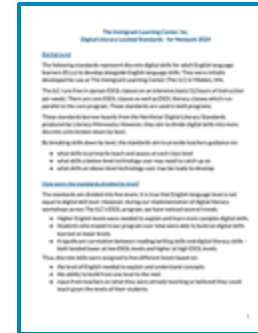 The Immigrant Learning Center, Inc.
Digital Literacy Leveled Standards - for Network 2024
Background
The following standards represent discrete digital skills for adult English language
learners (ELLs) to develop alongside English language skills. They were initially
developed for use at The Immigrant Learning Center (The ILC) in Malden, MA.
The ILC runs free in-person ESOL classes on an intensive basis (12 hours of instruction
per week). There are core ESOL classes as well as ESOL literacy classes which run
parallel to the core program. These standards are used in both programs.
These standards borrow heavily from the Northstar Digital Literacy Standards
produced by Literacy Minnesota. However, they aim to divide digital skills into more
discrete units broken down by level.
By breaking down skills by level, the standards aim to provide teachers guidance on:
● what skills to primarily teach and assess at each class level
● what skills a below-level technology user may need to catch up on
● what skills an above-level technology user may be ready to develop
How were the standards divided by level?
The standards are divided into five levels. It is true that English language level is not
equal to digital skill level. However, during our implementation of digital literacy
workshops across The ILC's ESOL program, we have noticed several trends:
● Higher English levels were needed to explain and learn more complex digital skills.
● Students who stayed in our program over time were able to build on digital skills
learned at lower levels.
● A significant correlation between reading/writing skills and digital literacy skills -
both tended lower at low ESOL levels and higher at high ESOL levels.
Thus, discrete skills were assigned to five different levels based on:
● the level of English needed to explain and understand concepts
● the ability to build from one level to the next
● input from teachers on what they were already teaching or believed they could
teach given the levels of their students